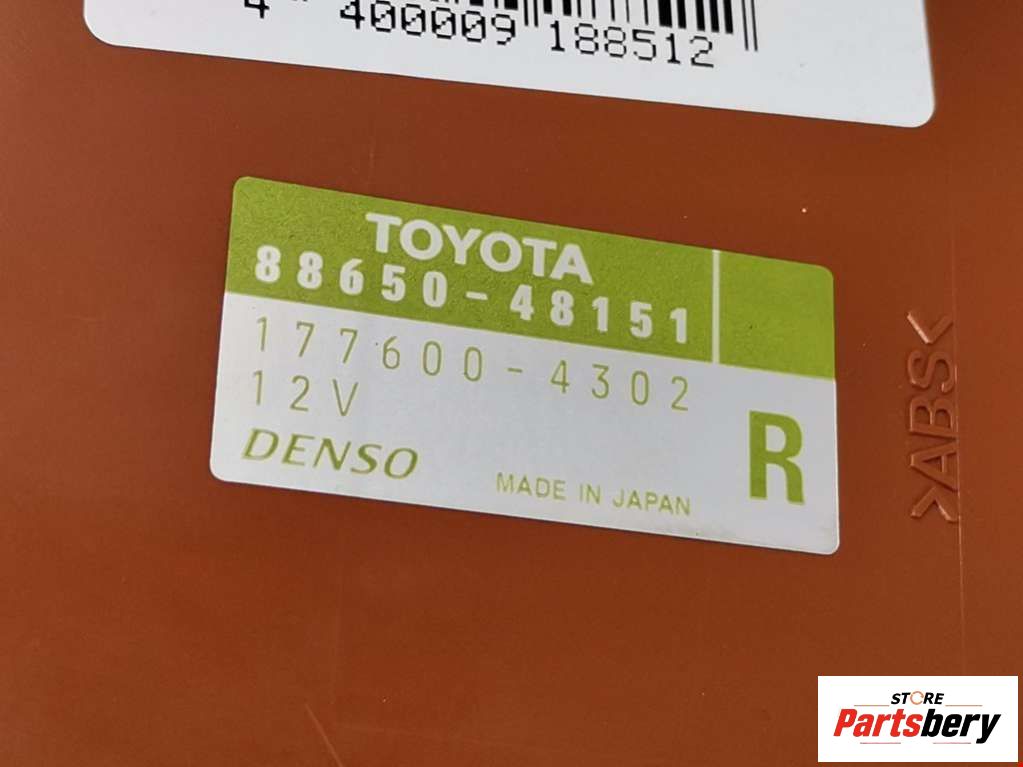 4 400009 188512
TOYOTA
88650-48151
177600-4302
12V
DENSO
MADE IN JAPAN
R
>ABS<
STORE
Partsbery